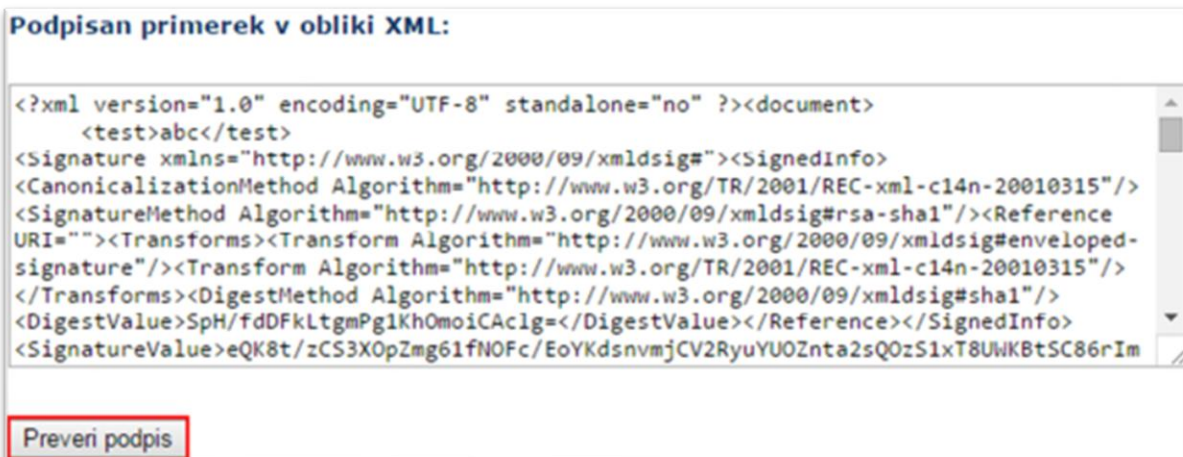 Podpisan primerek v obliki XML:
<?xml version="1.0" encoding="UTF-8" standalone="no" ?><document>
<test>abc</test>
<Signature xmlns="http://www.w3.org/2000/09/xmldsig#"><SignedInfo>
<CanonicalizationMethod Algorithm="http://www.w3.org/TR/2001/REC-xml-c14n-20010315"/>
<SignatureMethod Algorithm="http://www.w3.org/2000/09/xmldsig#rsa-sha1"/><Reference
URI=""><Transforms><Transform Algorithm="http://www.w3.org/2000/09/xmldsig#enveloped-
signature"/><Transform Algorithm="http://www.w3.org/TR/2001/REC-xml-c14n-20010315"/>
</Transforms><DigestMethod Algorithm="http://www.w3.org/2000/09/xmldsig#sha1"/>
<DigestValue>SpH/fdDFkLtgmPg1KhOmoiCAclg=</DigestValue></Reference></SignedInfo>
<SignatureValue>eQK8t/zCS3XOpZmg61fNOFc/EoYKdsnvmjCV2RyuYUOZnta2sQOzS1xT8UWKBtSC86rIm
Preveri podpis